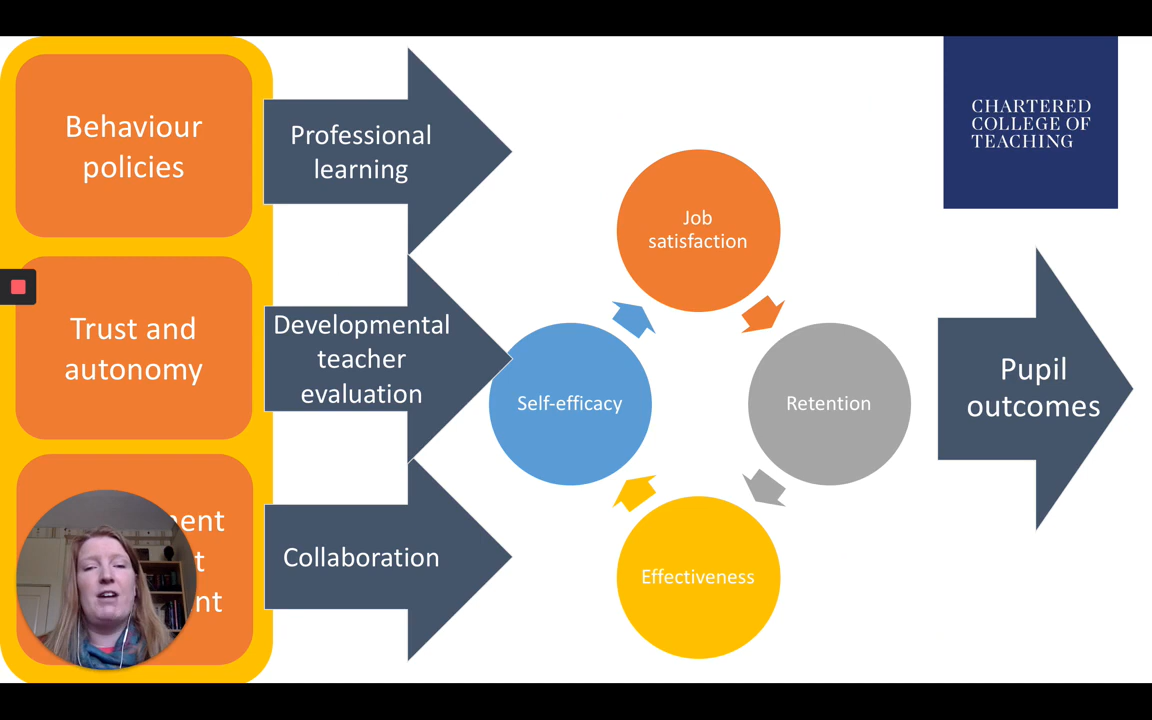 Behaviour
policies
Trust and
autonomy
Professional
learning
Developmental
teacher
evaluation
Collaboration
Job
satisfaction
Self-efficacy
Retention
Effectiveness
Pupil
outcomes
CHARTERED
COLLEGE OF
TEACHING